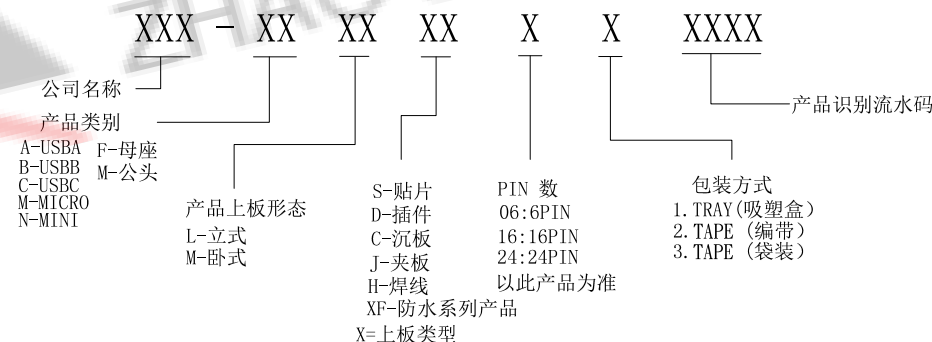 XXX - XX XX XX X X XXXX
公司名称
产品识别流水码
产品类别
A-USBA F-母座
B-USBB M-公头
C-USBC
M-MICRO
N-MINI
产品上板形态
L-立式
M-卧式
S-贴片
D-插件
C-沉板
J-夹板
H-焊线
XF-防水系列产品
X=上板类型
PIN 数
06:6PIN
16:16PIN
24:24PIN
以此产品为准
包装方式
1.TRAY(吸塑盒)
2.TAPE (编带)
3.TAPE (袋装)